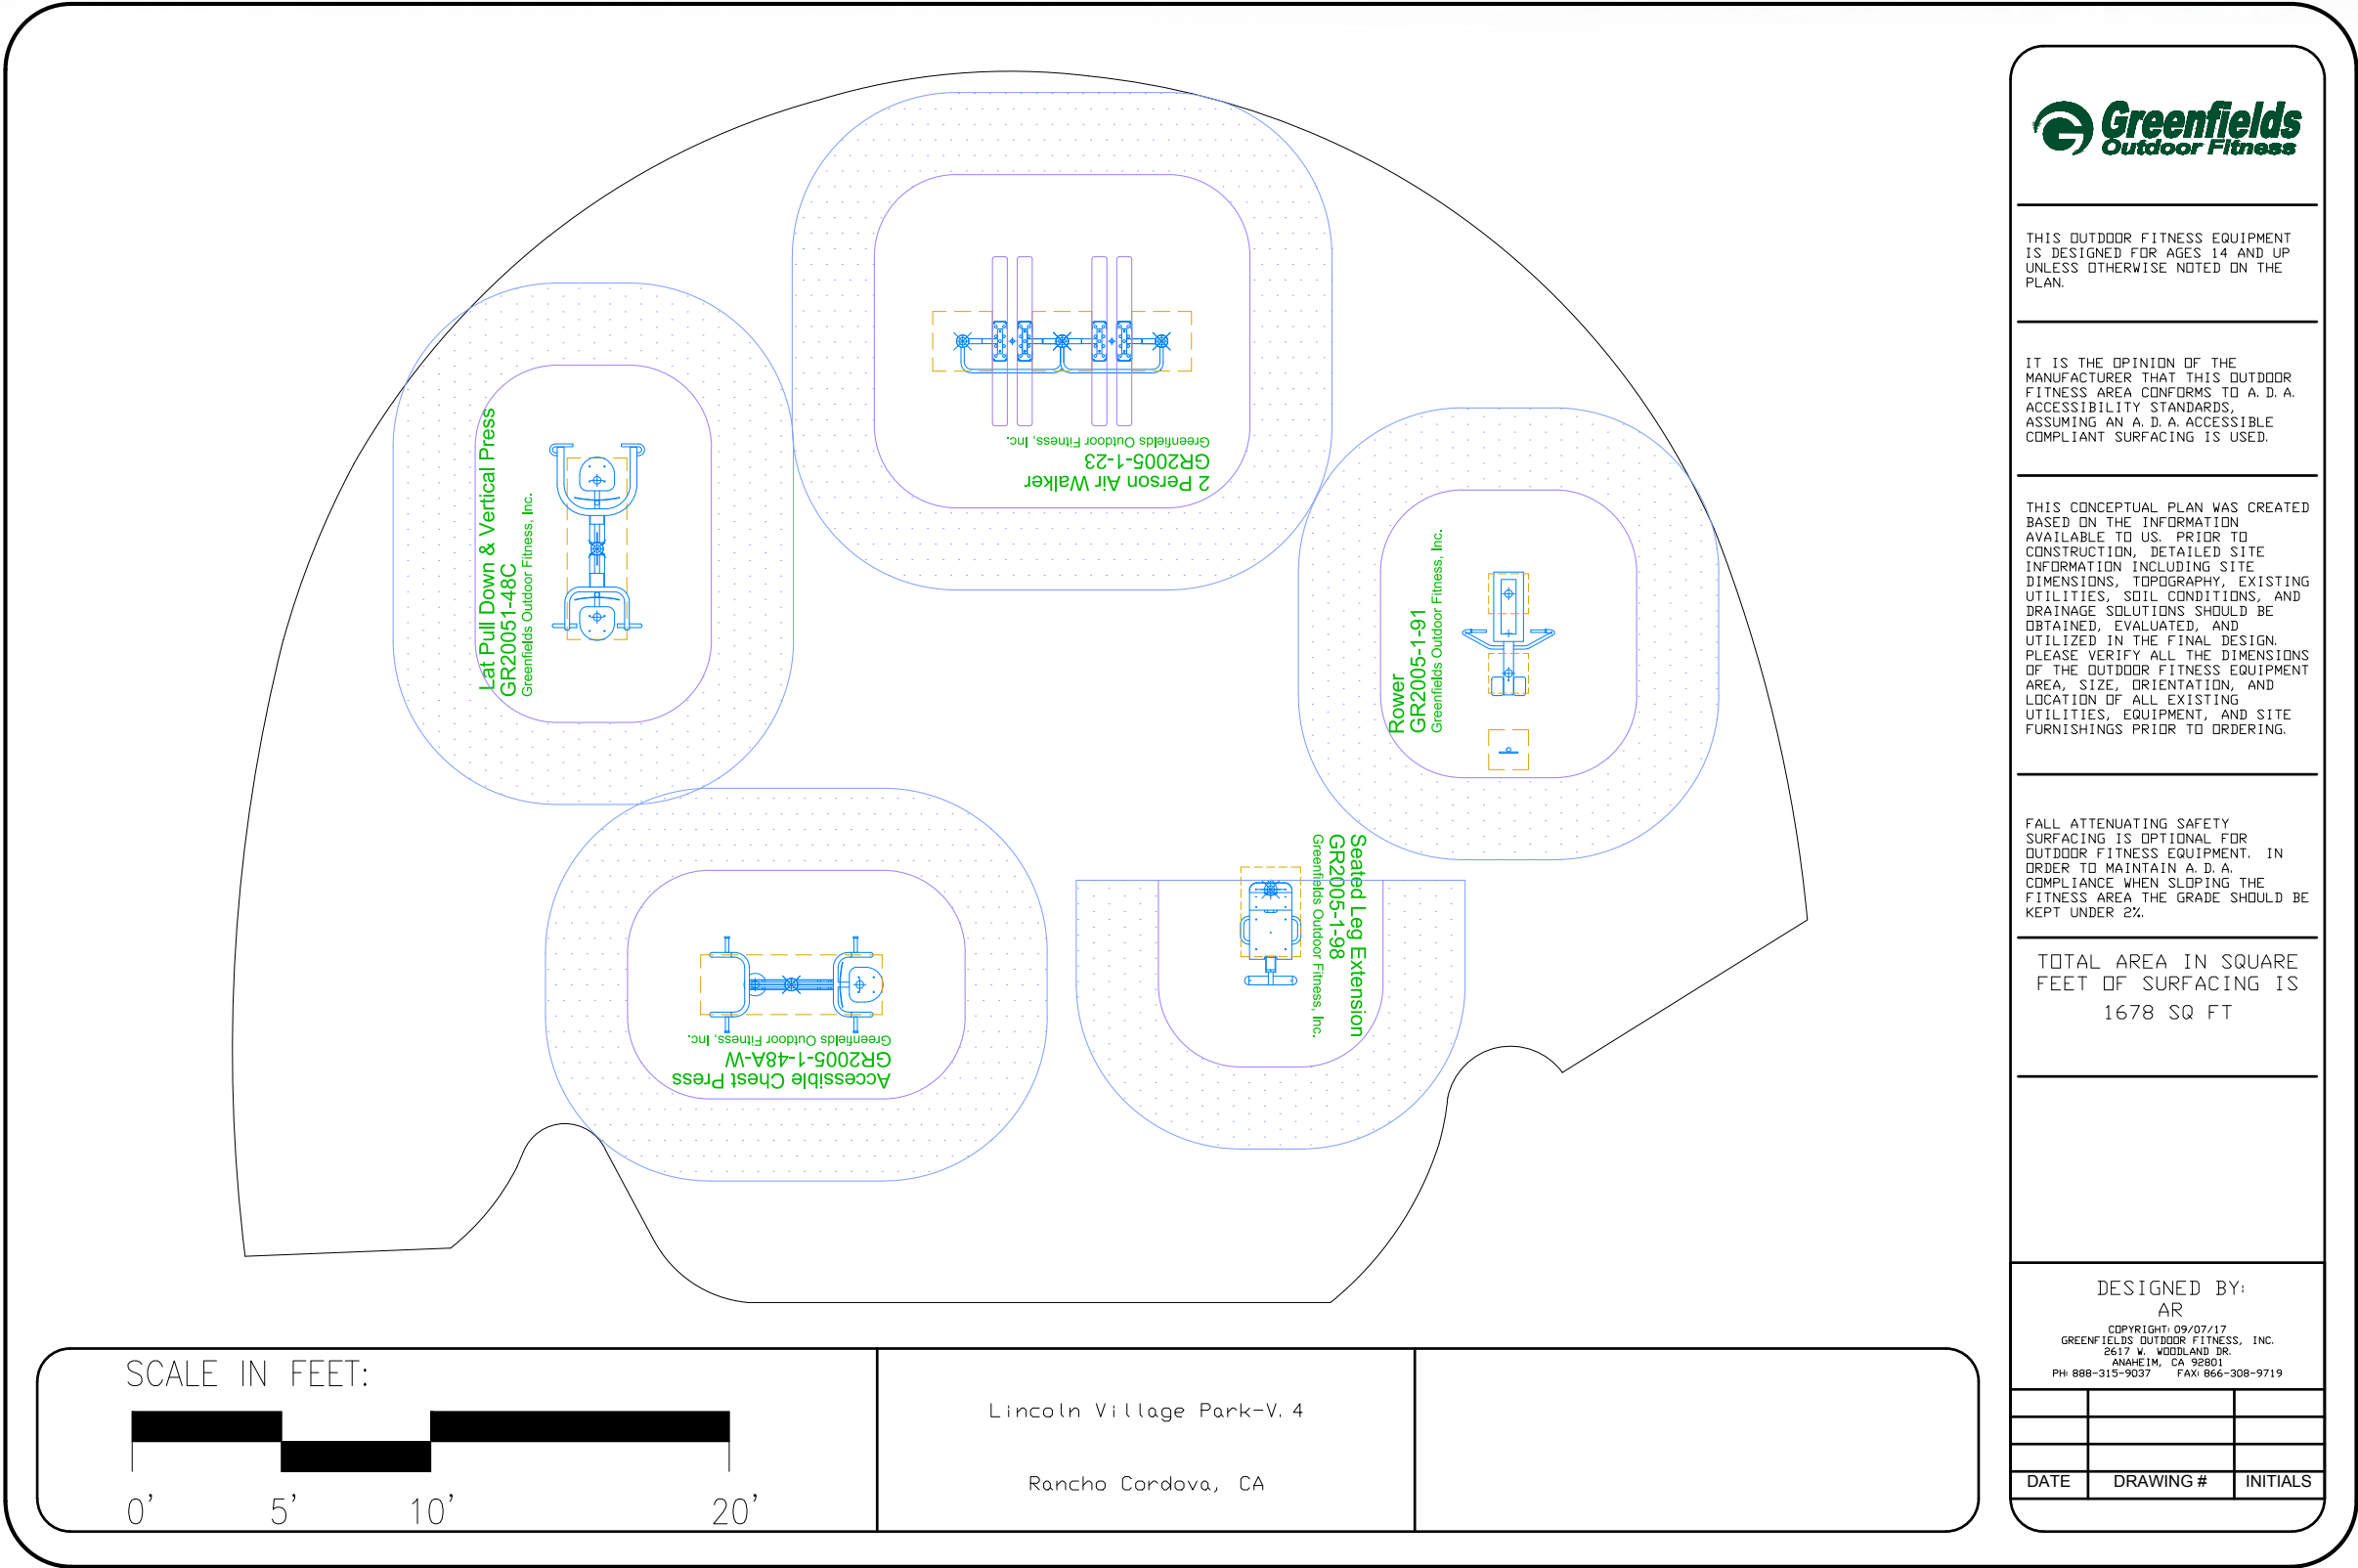 Lat Pull Down & Vertical Press
GR20051-48C
Greenfields Outdoor Fitness, Inc.
2 Person Air Walker
GR2005-1-23
Greenfields Outdoor Fitness, Inc.
Rower
GR2005-1-91
Greenfields Outdoor Fitness, Inc.
Accessible Chest Press
GR2005-1-48A-W
Greenfields Outdoor Fitness, Inc.
Seated Leg Extension
GR2005-1-98
Greenfields Outdoor Fitness, Inc.
SCALE IN FEET:
0' 5' 10' 20'
Lincoln Village Park-V.4
Rancho Cordova, CA
Greenfields
Outdoor Fitness
THIS OUTDOOR FITNESS EQUIPMENT
IS DESIGNED FOR AGES 14 AND UP
UNLESS OTHERWISE NOTED ON THE
PLAN.
IT IS THE OPINION OF THE
MANUFACTURER THAT THIS OUTDOOR
FITNESS AREA CONFORMS TO A.D.A.
ACCESSIBILITY STANDARDS,
ASSUMING AN A.D.A. ACCESSIBLE
COMPLIANT SURFACING IS USED.
THIS CONCEPTUAL PLAN WAS CREATED
BASED ON THE INFORMATION
AVAILABLE TO US. PRIOR TO
CONSTRUCTION, DETAILED SITE
INFORMATION INCLUDING SITE
DIMENSIONS, TOPOGRAPHY, EXISTING
UTILITIES, SOIL CONDITIONS, AND
DRAINAGE SOLUTIONS SHOULD BE
OBTAINED, EVALUATED, AND
UTILIZED IN THE FINAL DESIGN.
PLEASE VERIFY ALL THE DIMENSIONS
OF THE OUTDOOR FITNESS EQUIPMENT
AREA, SIZE, ORIENTATION, AND
LOCATION OF ALL EXISTING
UTILITIES, EQUIPMENT, AND SITE
FURNISHINGS PRIOR TO ORDERING.
FALL ATTENUATING SAFETY
SURFACING IS OPTIONAL FOR
OUTDOOR FITNESS EQUIPMENT. IN
ORDER TO MAINTAIN A.D.A.
COMPLIANCE WHEN SLOPING THE
FITNESS AREA THE GRADE SHOULD BE
KEPT UNDER 2%.
TOTAL AREA IN SQUARE
FEET OF SURFACING IS
1678 SQ FT
DESIGNED BY:
AR
COPYRIGHT: 09/07/17
GREENFIELDS OUTDOOR FITNESS, INC.
2617 W. WOODLAND DR.
ANAHEIM, CA 92801
PH: 888-315-9037 FAX: 866-308-9719
DATE DRAWING # INITIALS